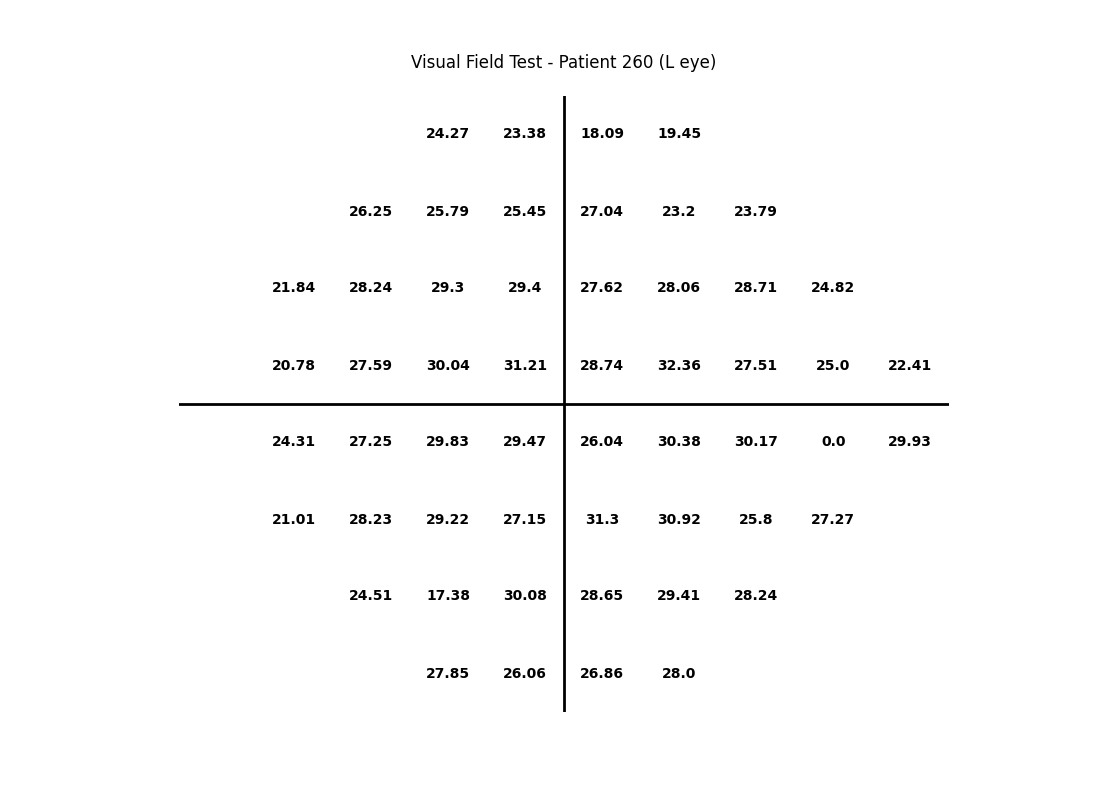 Visual Field Test - Patient 260 (L eye)
24.27 23.38 18.09 19.45
26.25 25.79 25.45 27.04 23.2 23.79
21.84 28.24 29.3 29.4 27.62 28.06 28.71 24.82
20.78 27.59 30.04 31.21 28.74 32.36 27.51 25.0 22.41
24.31 27.25 29.83 29.47 26.04 30.38 30.17 0.0 29.93
21.01 28.23 29.22 27.15 31.3 30.92 25.8 27.27
24.51 17.38 30.08 28.65 29.41 28.24
27.85 26.06 26.86 28.0